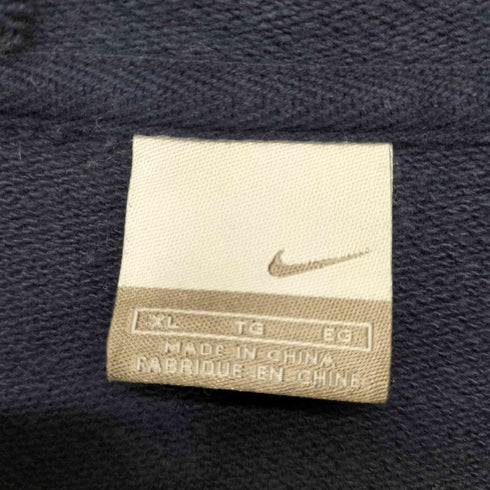 XL TG EG
MADE IN CHINA
FABRIQUE EN CHINE